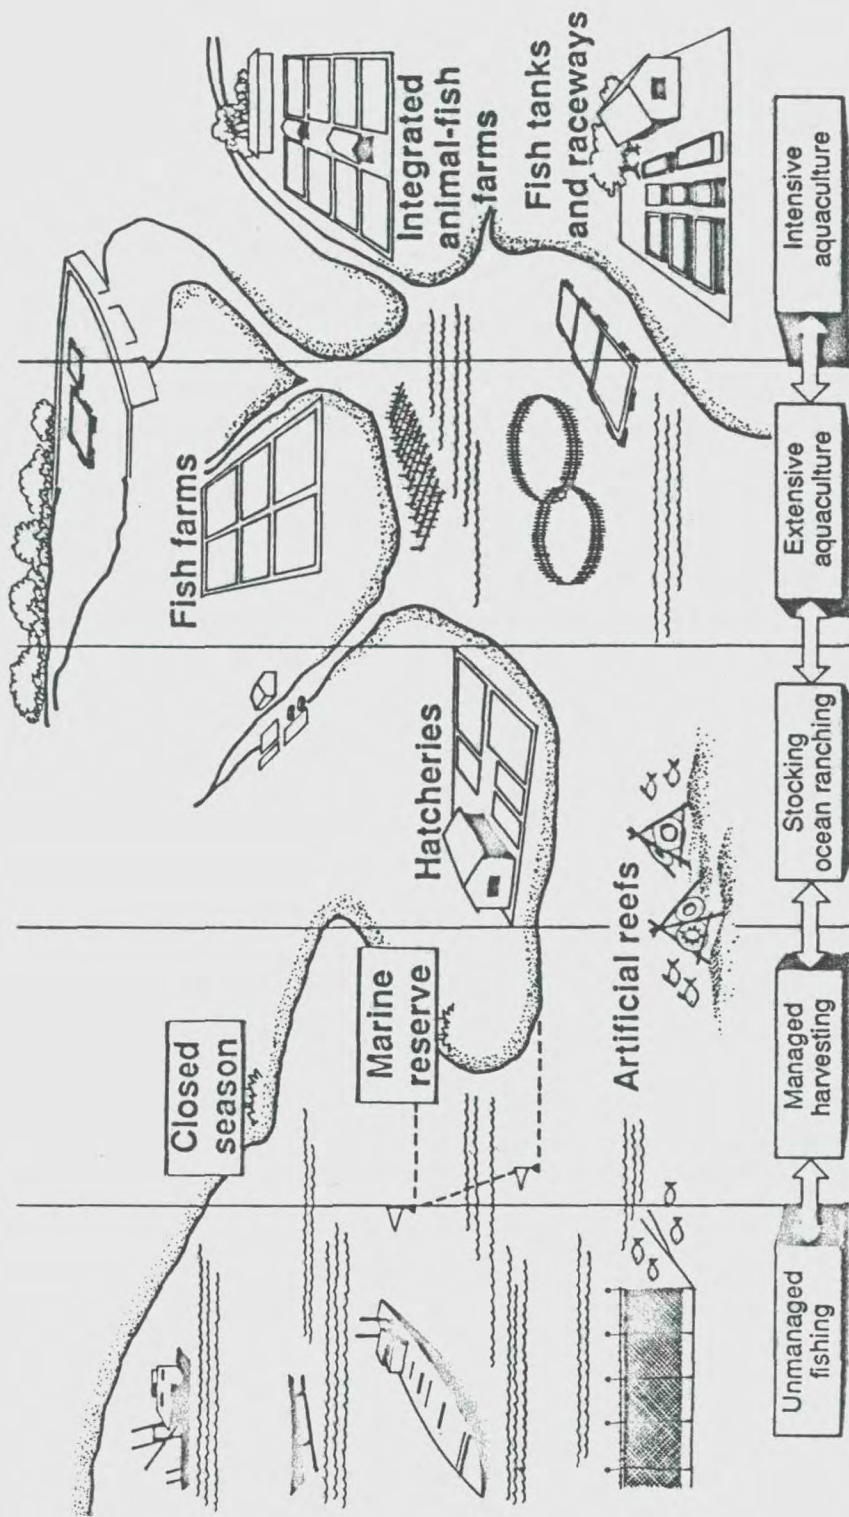 Closed
season
Marine
reserve
Hatcheries
Artificial reefs
Fish farms
Integrated
animal-fish
farms
Fish tanks
and raceways
Unmanaged
fishing
Managed
harvesting
Stocking
ocean ranching
Extensive
aquaculture
Intensive
aquaculture